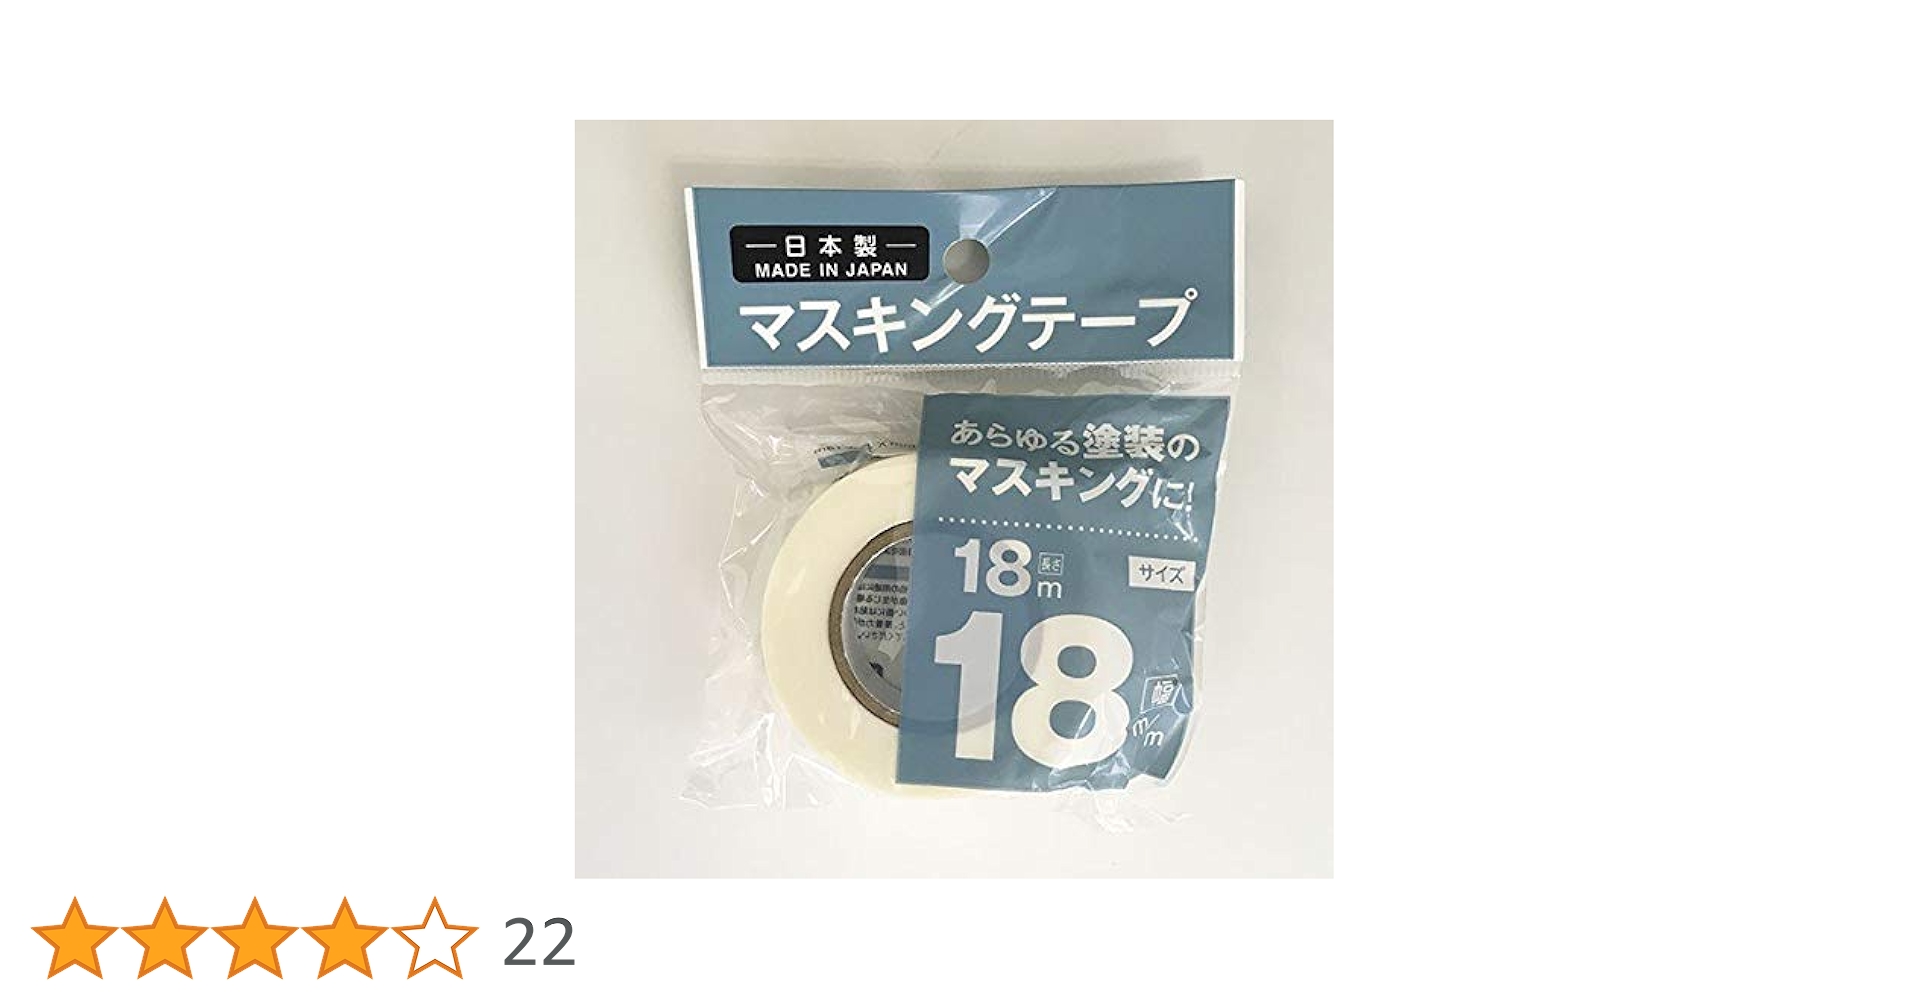 日本製
MADE IN JAPAN
マスキングテープ
あらゆる塗装の
マスキングに!
18 長さ m
サイズ
18 幅 m/m
22